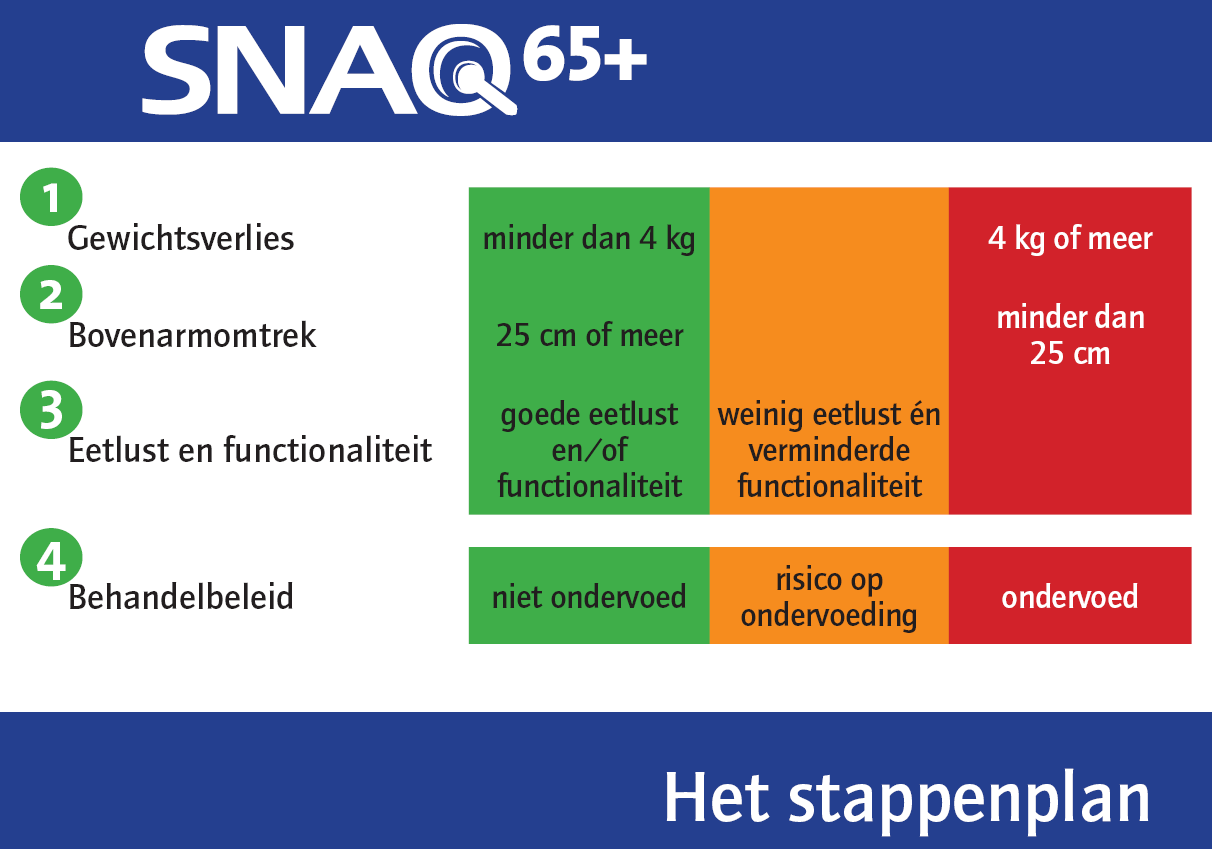 SNAQ 65+
1
Gewichtsverlies
minder dan 4 kg
4 kg of meer
2
Bovenarmomtrek
25 cm of meer
minder dan
25 cm
3
Eetlust en functionaliteit
goede eetlust
en/of
functionaliteit
weinig eetlust én
verminderde
functionaliteit
4
Behandelbeleid
niet ondervoed
risico op
ondervoeding
ondervoed
Het stappenplan